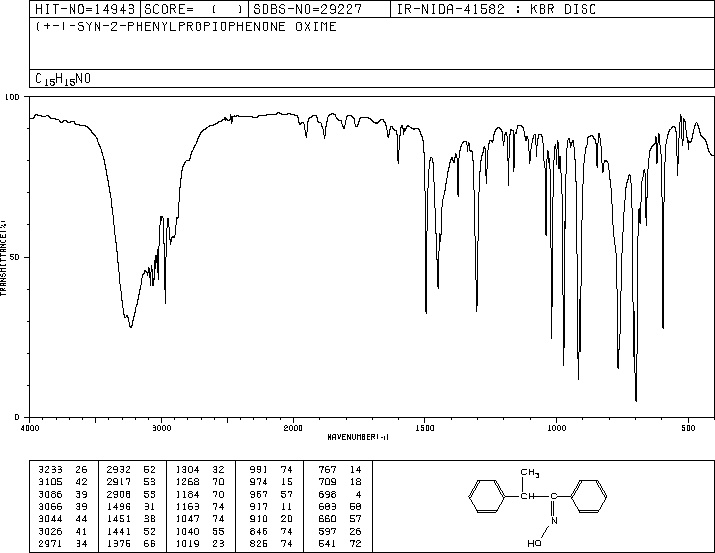 HIT-NO=14943 SCORE= ( ) SDBS-NO=29227 IR-NIDA-41582 : KBR DISC
(+-)-SYN-2-PHENYLPROPIOPHENONE OXIME
C15H15NO
100
50
0
TRANSMITTANCE(%)
4000 3000 2000 1500 1000 500
WAVENUMBER(-1)
3233 26 2932 52 1304 32 991 74 767 14
3105 42 2917 53 1268 70 974 15 709 18
3086 39 2908 55 1184 70 967 57 698 4
3066 39 1496 31 1163 74 917 11 683 58
3044 44 1451 38 1047 74 910 20 660 57
3026 41 1441 52 1040 55 846 74 597 26
2971 34 1376 66 1019 23 826 74 541 72
CH3
CH C
N
HO